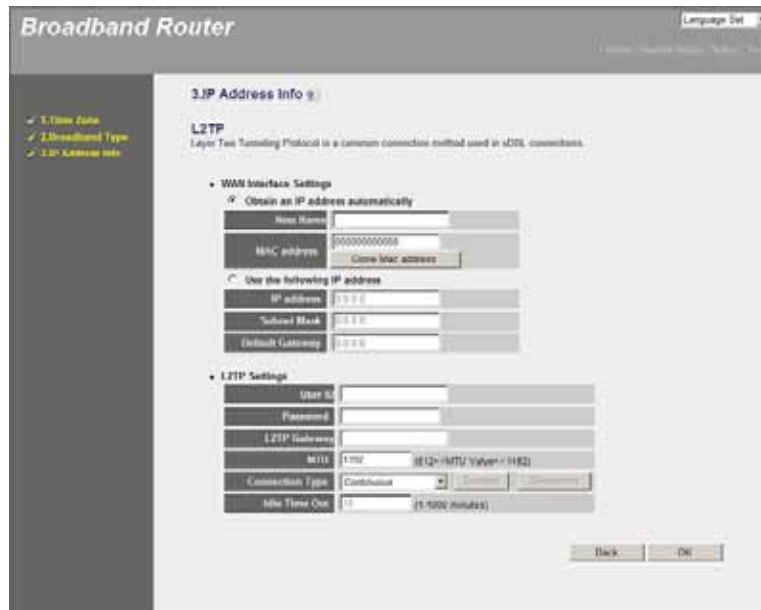 Broadband Router
Language Set
3.IP Address Info
1.Time Zone
2.Broadband Type
3.IP Address Info
L2TP
Layer Two Tunneling Protocol is a common connection method used in xDSL connections.
WAN Interface Settings
Obtain an IP address automatically
Host Name
MAC address 000000000000
Clone Mac address
Use the following IP address
IP address 0.0.0.0
Subnet Mask 0.0.0.0
Default Gateway 0.0.0.0
L2TP Settings
User ID
Password
L2TP Gateway
MTU (512<=MTU Value<=1492)
Connection Type Continuous Connect Disconnect
Idle Time Out 10 (1-1000 minutes)
Back OK